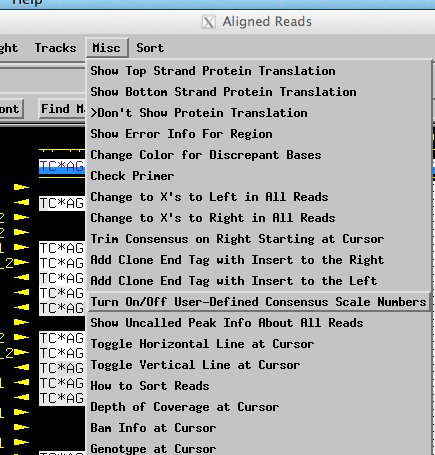 Help
Aligned Reads
ght Tracks Misc Sort
ont Find M
Show Top Strand Protein Translation
Show Bottom Strand Protein Translation
>Don't Show Protein Translation
Show Error Info For Region
Change Color for Discrepant Bases
Check Primer
Change to X's to Left in All Reads
Change to X's to Right in All Reads
Trim Consensus on Right Starting at Cursor
Add Clone End Tag with Insert to the Right
Add Clone End Tag with Insert to the Left
Turn On/Off User-Defined Consensus Scale Numbers
Show Uncalled Peak Info About All Reads
Toggle Horizontal Line at Cursor
Toggle Vertical Line at Cursor
How to Sort Reads
Depth of Coverage at Cursor
Bam Info at Cursor
Genotype at Cursor
TC*AG
TC*AG
TC*AG
TC*AG
TC*AG
TC*AG
TC*AG
TC*AG
TC*AG
TC*AG
TC*AG
TC*AG